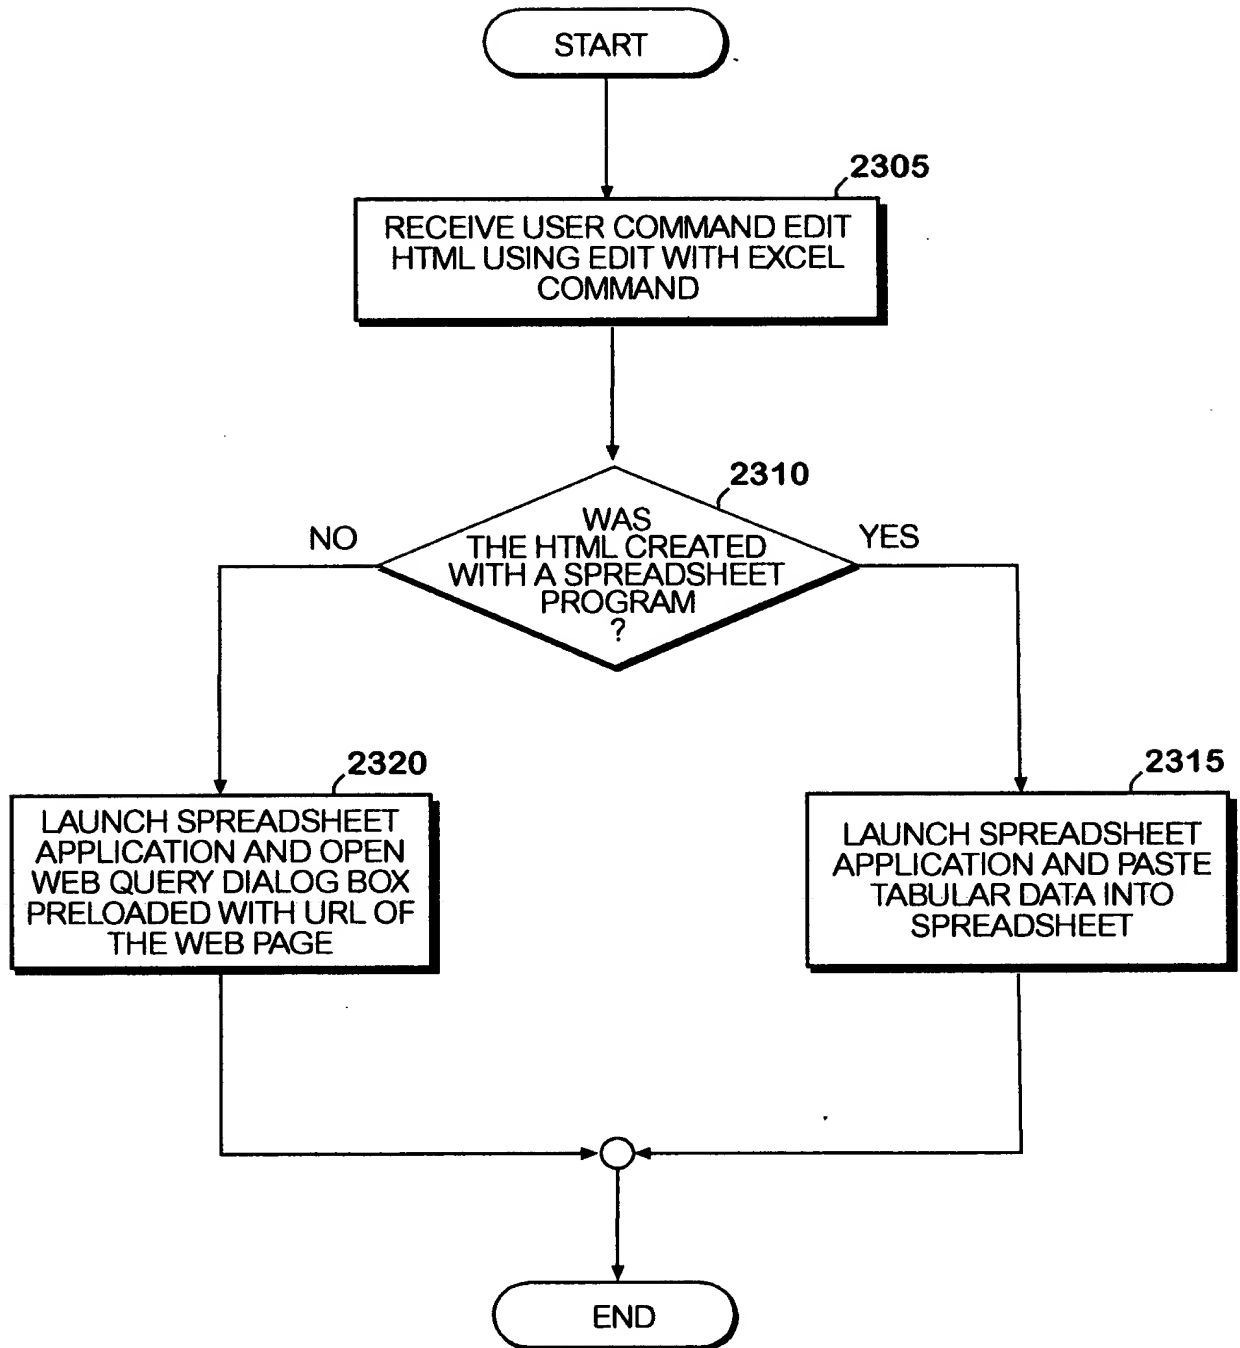 START
2305
RECEIVE USER COMMAND EDIT
HTML USING EDIT WITH EXCEL
COMMAND
2310
NO
YES
WAS
THE HTML CREATED
WITH A SPREADSHEET
PROGRAM
?
2320
LAUNCH SPREADSHEET
APPLICATION AND OPEN
WEB QUERY DIALOG BOX
PRELOADED WITH URL OF
THE WEB PAGE
2315
LAUNCH SPREADSHEET
APPLICATION AND PASTE
TABULAR DATA INTO
SPREADSHEET
END